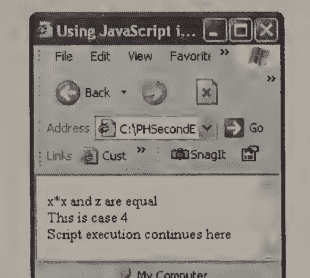 Using JavaScript i...
File Edit View Favorite »
»
Back
Address C:\PHSecondE Go
Links Cust » SnagIt
x*x and z are equal
This is case 4
Script execution continues here
My Computer